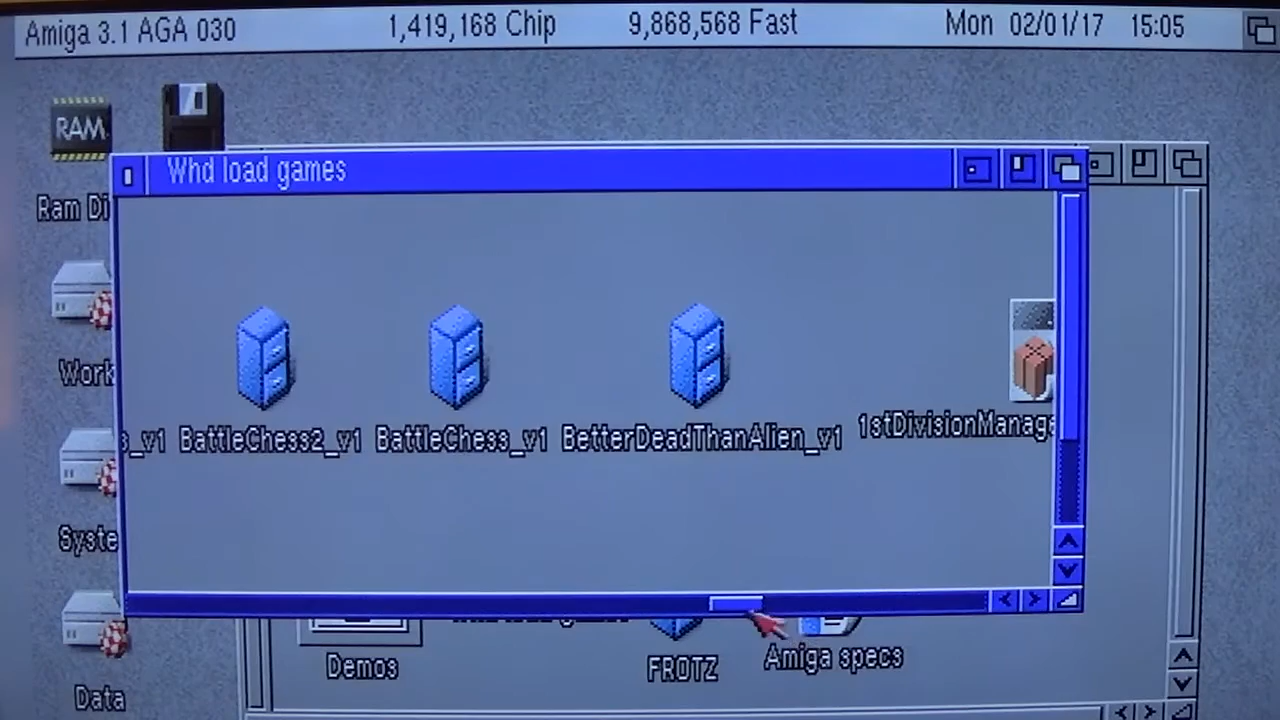 Amiga 3.1 AGA 030 1,419,168 Chip 9,868,568 Fast Mon 02/01/17 15:05
RAM
Ram Di
Whd load games
Work
s_v1 BattleChess2_v1 BattleChess_v1 BetterDeadThanAlien_v1 1stDivisionManage
Syste
Demos FROTZ Amiga specs
Data